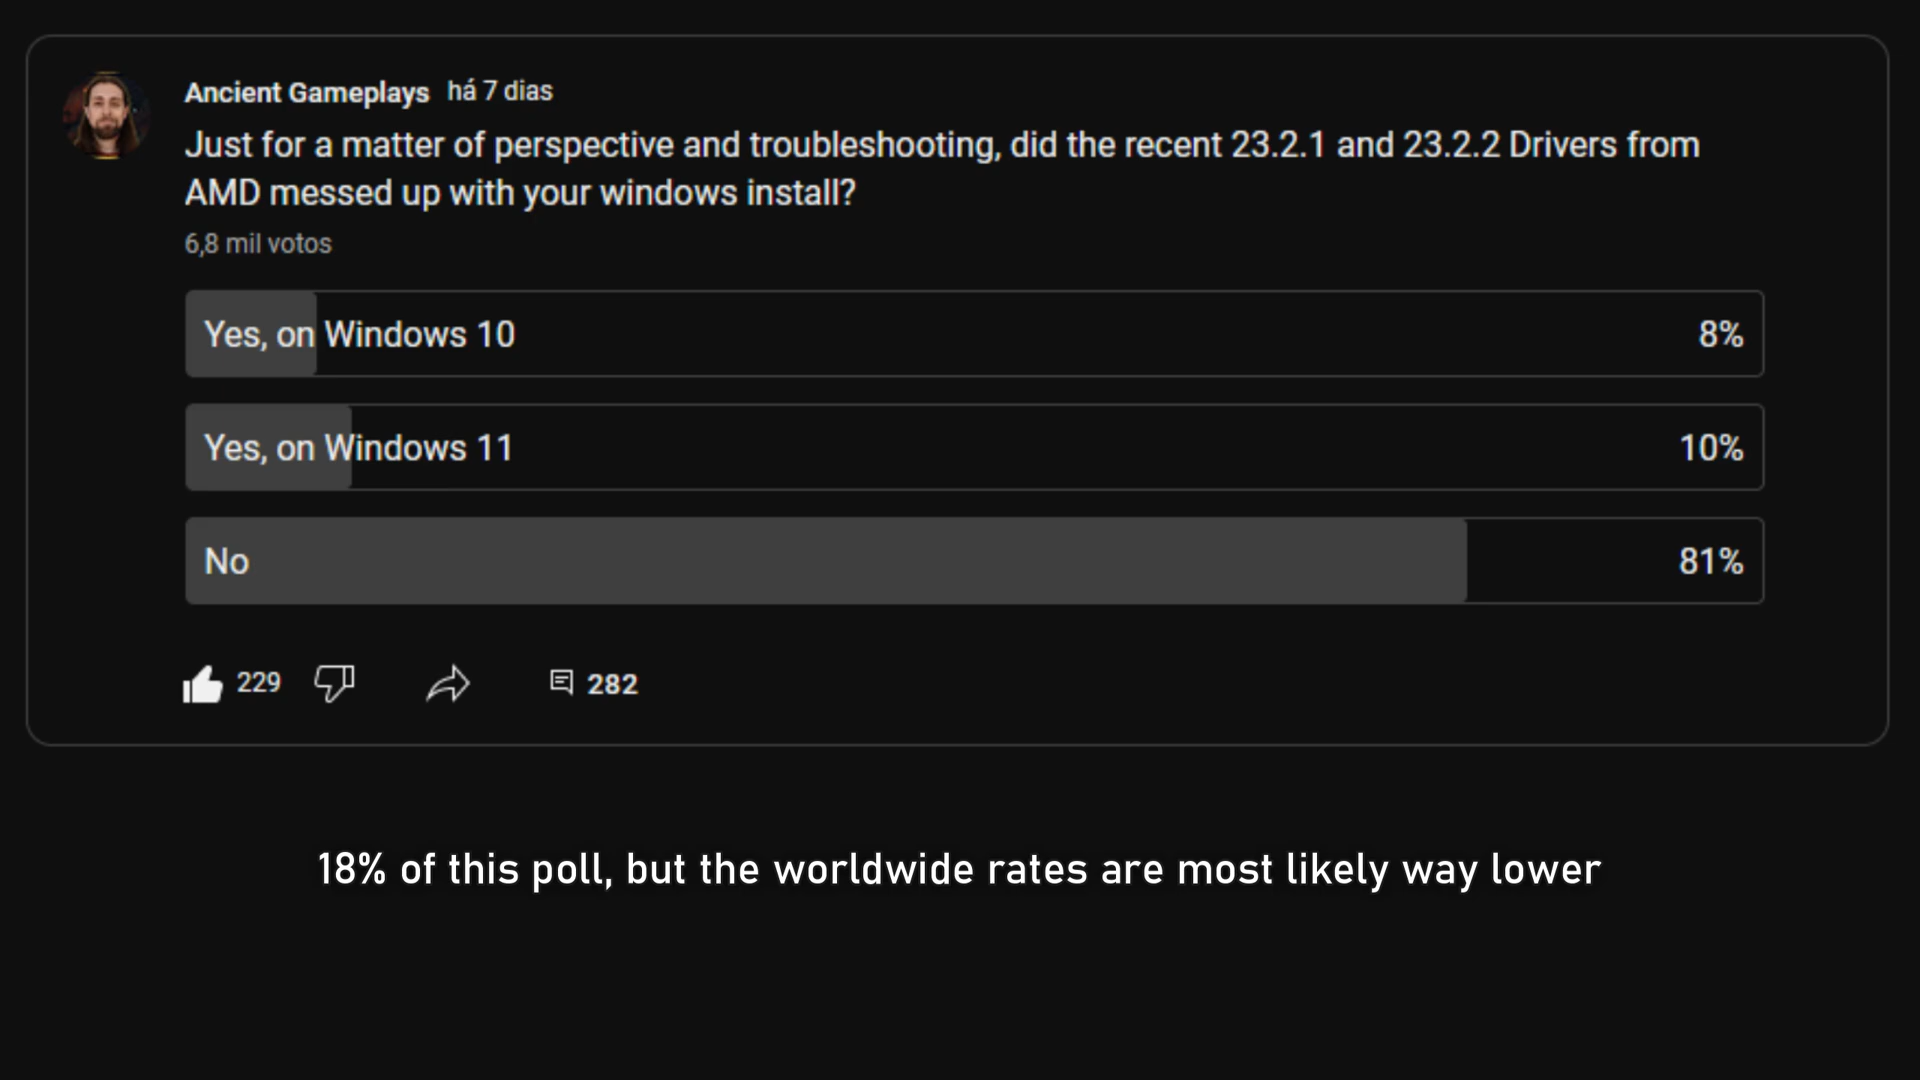 Ancient Gameplays há 7 dias
Just for a matter of perspective and troubleshooting, did the recent 23.2.1 and 23.2.2 Drivers from
AMD messed up with your windows install?
6,8 mil votos
Yes, on Windows 10 8%
Yes, on Windows 11 10%
No 81%
229 282
18% of this poll, but the worldwide rates are most likely way lower